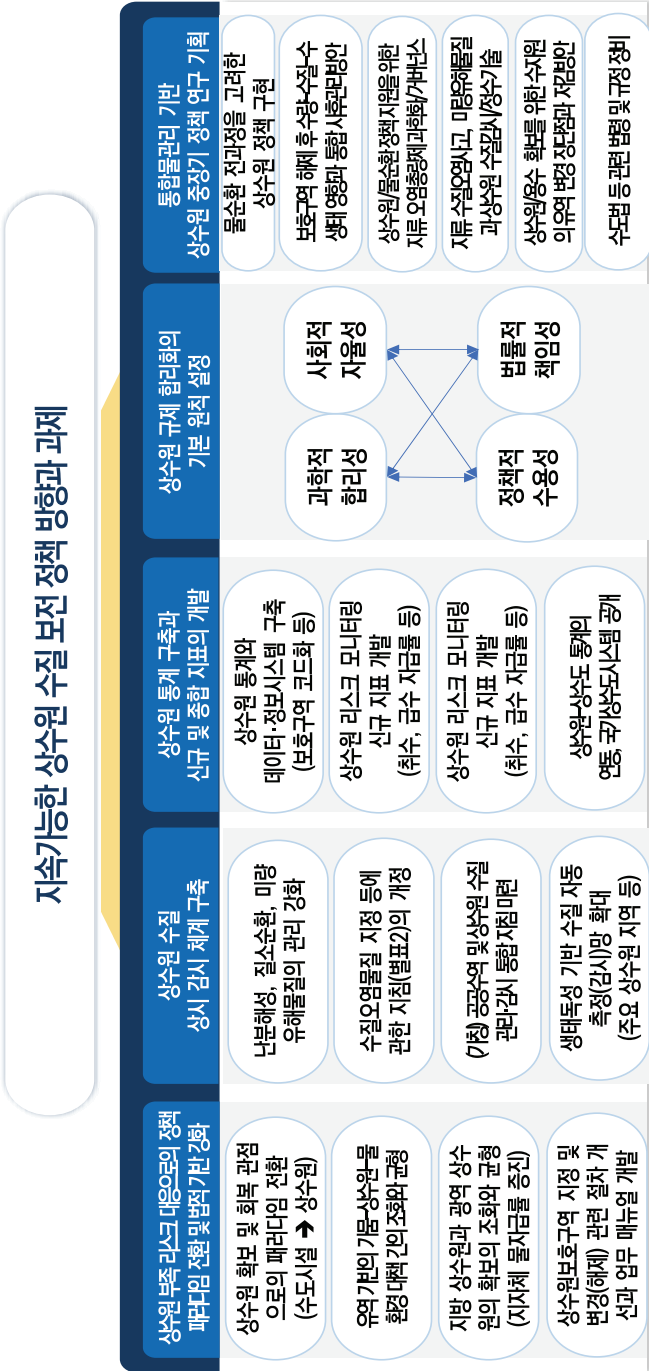 지속가능한 상수원 수질 보전 정책 방향과 과제
상수원 부족 리스크 대응으로의 정책
패러다임 전환 및 법적 기반 강화
상수원 확보 및 회복 관점
으로의 패러다임 전환
(수도시설 → 상수원)
유역 기반의 가뭄-상수원-물
환경 대책 간의 조화와 균형
지방 상수원과 광역 상수
원의 확보의 조화와 균형
(지자체 물자급률 증진)
상수원보호구역 지정 및
변경(해제) 관련 절차 개
선과 업무 매뉴얼 개발
상수원 수질
상시 감시 체계 구축
난분해성, 질소순환, 미량
유해물질의 관리 강화
수질오염물질 지정 등에
관한 지침(별표2)의 개정
(가칭) 공공수역 및 상수원 수질
관리·감시 통합 지침 마련
생태독성 기반 수질 자동
측정(감시)망 확대
(주요 상수원 지역 등)
상수원 통계 구축과
신규 및 종합 지표의 개발
상수원 통계와
데이터·정보시스템 구축
(보호구역 코드화 등)
상수원 리스크 모니터링
신규 지표 개발
(취수, 급수 자급률 등)
상수원 리스크 모니터링
신규 지표 개발
(취수, 급수 자급률 등)
상수원-상수도 통계의
연동, 국가상수도시스템 공개
상수원 규제 합리화의
기본 원칙 설정
과학적
합리성
사회적
자율성
정책적
수용성
법률적
책임성
통합물관리 기반
상수원 중장기 정책 연구 기획
물순환 전과정을 고려한
상수원 정책 구현
보호구역 해제 후 수량-수질-수
생태 영향과 통합 사후관리방안
상수원/물순환 정책 지원을 위한
지류 오염총량제 과학화/거버넌스
지류 수질오염사고, 미량유해물질
과 상수원 수질감시/정수기술
상수원/용수 확보를 위한 수자원
의 유역 변경 장단점과 저감방안
수도법 등 관련 법령 및 규정 정비